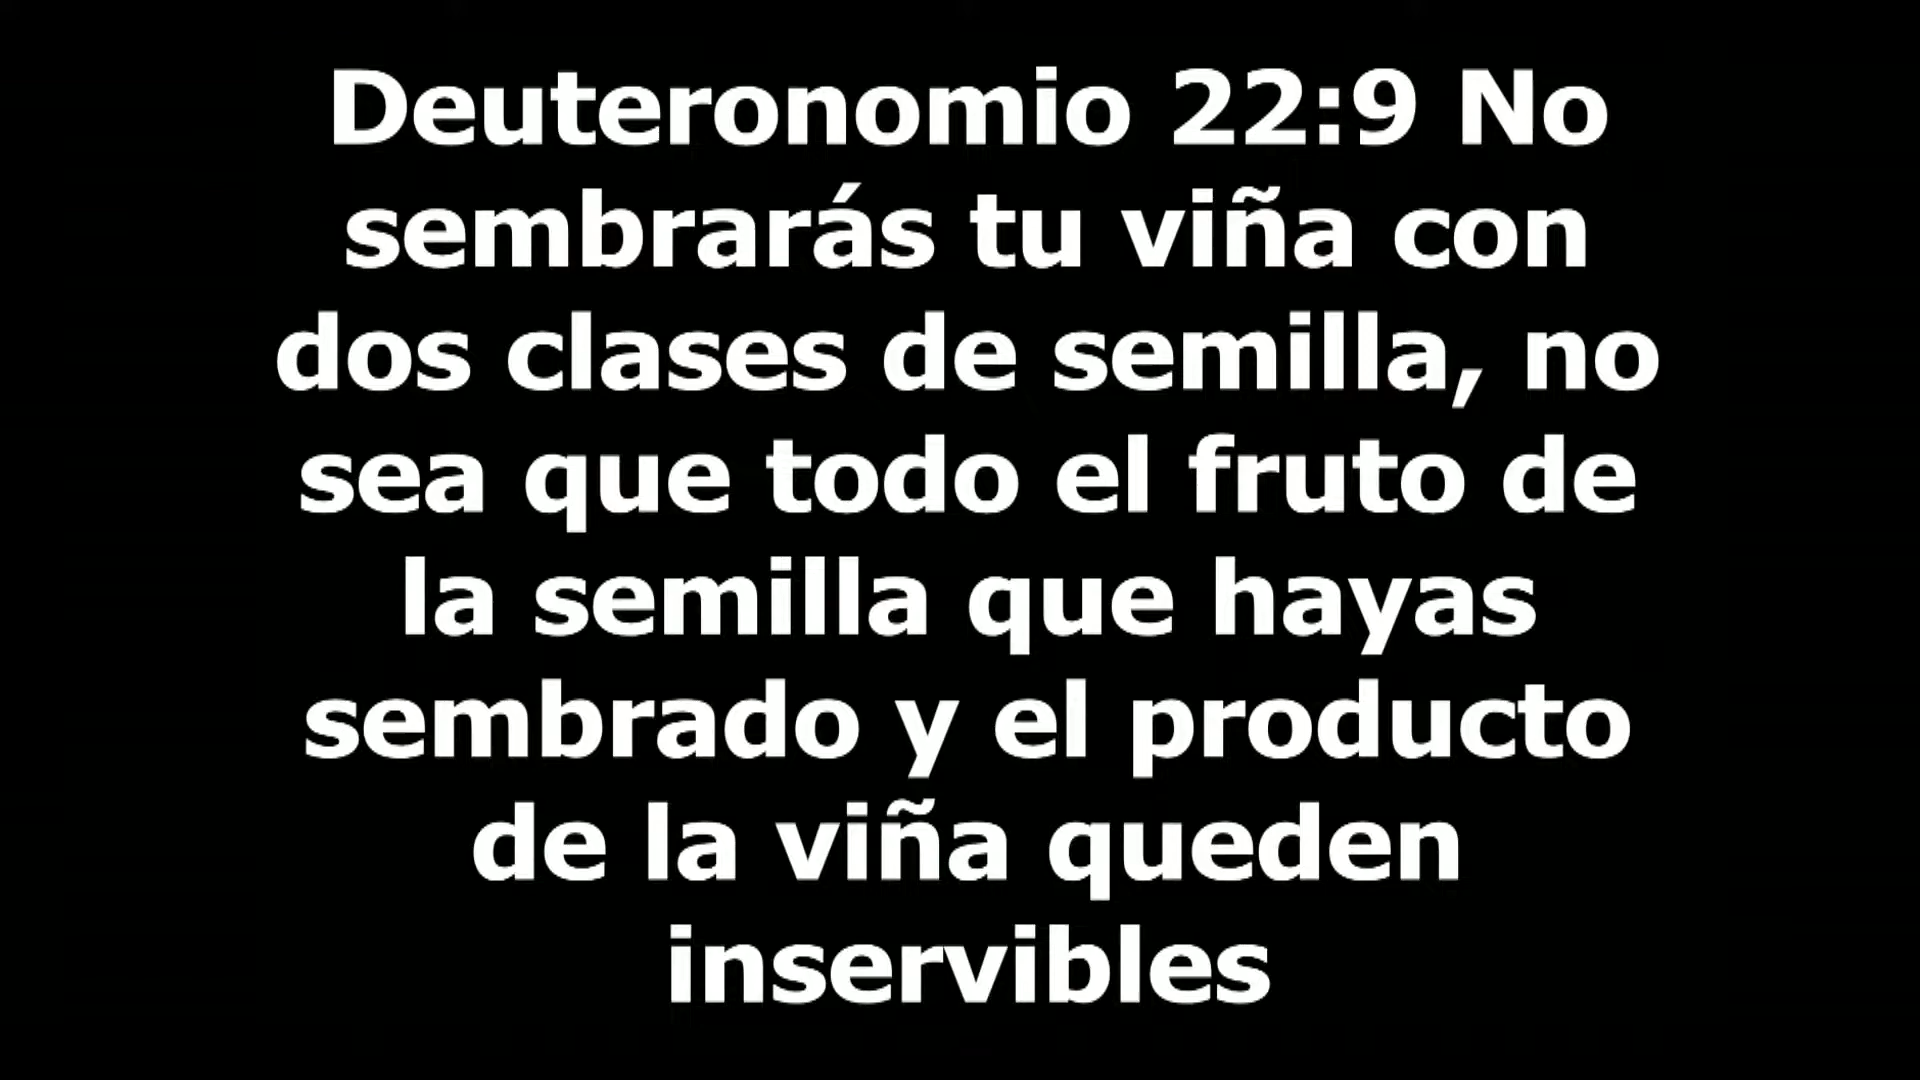 Deuteronomio 22:9 No
sembrarás tu viña con
dos clases de semilla, no
sea que todo el fruto de
la semilla que hayas
sembrado y el producto
de la viña queden
inservibles